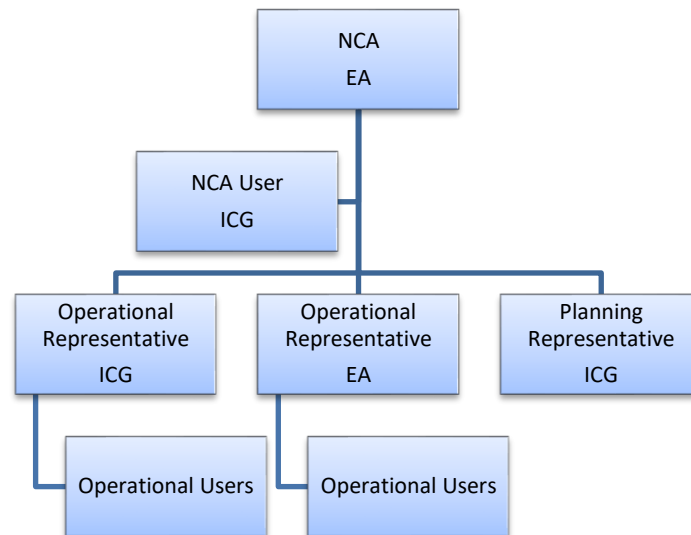 NCA
EA
NCA User
ICG
Operational
Representative
ICG
Operational
Representative
EA
Planning
Representative
ICG
Operational Users
Operational Users